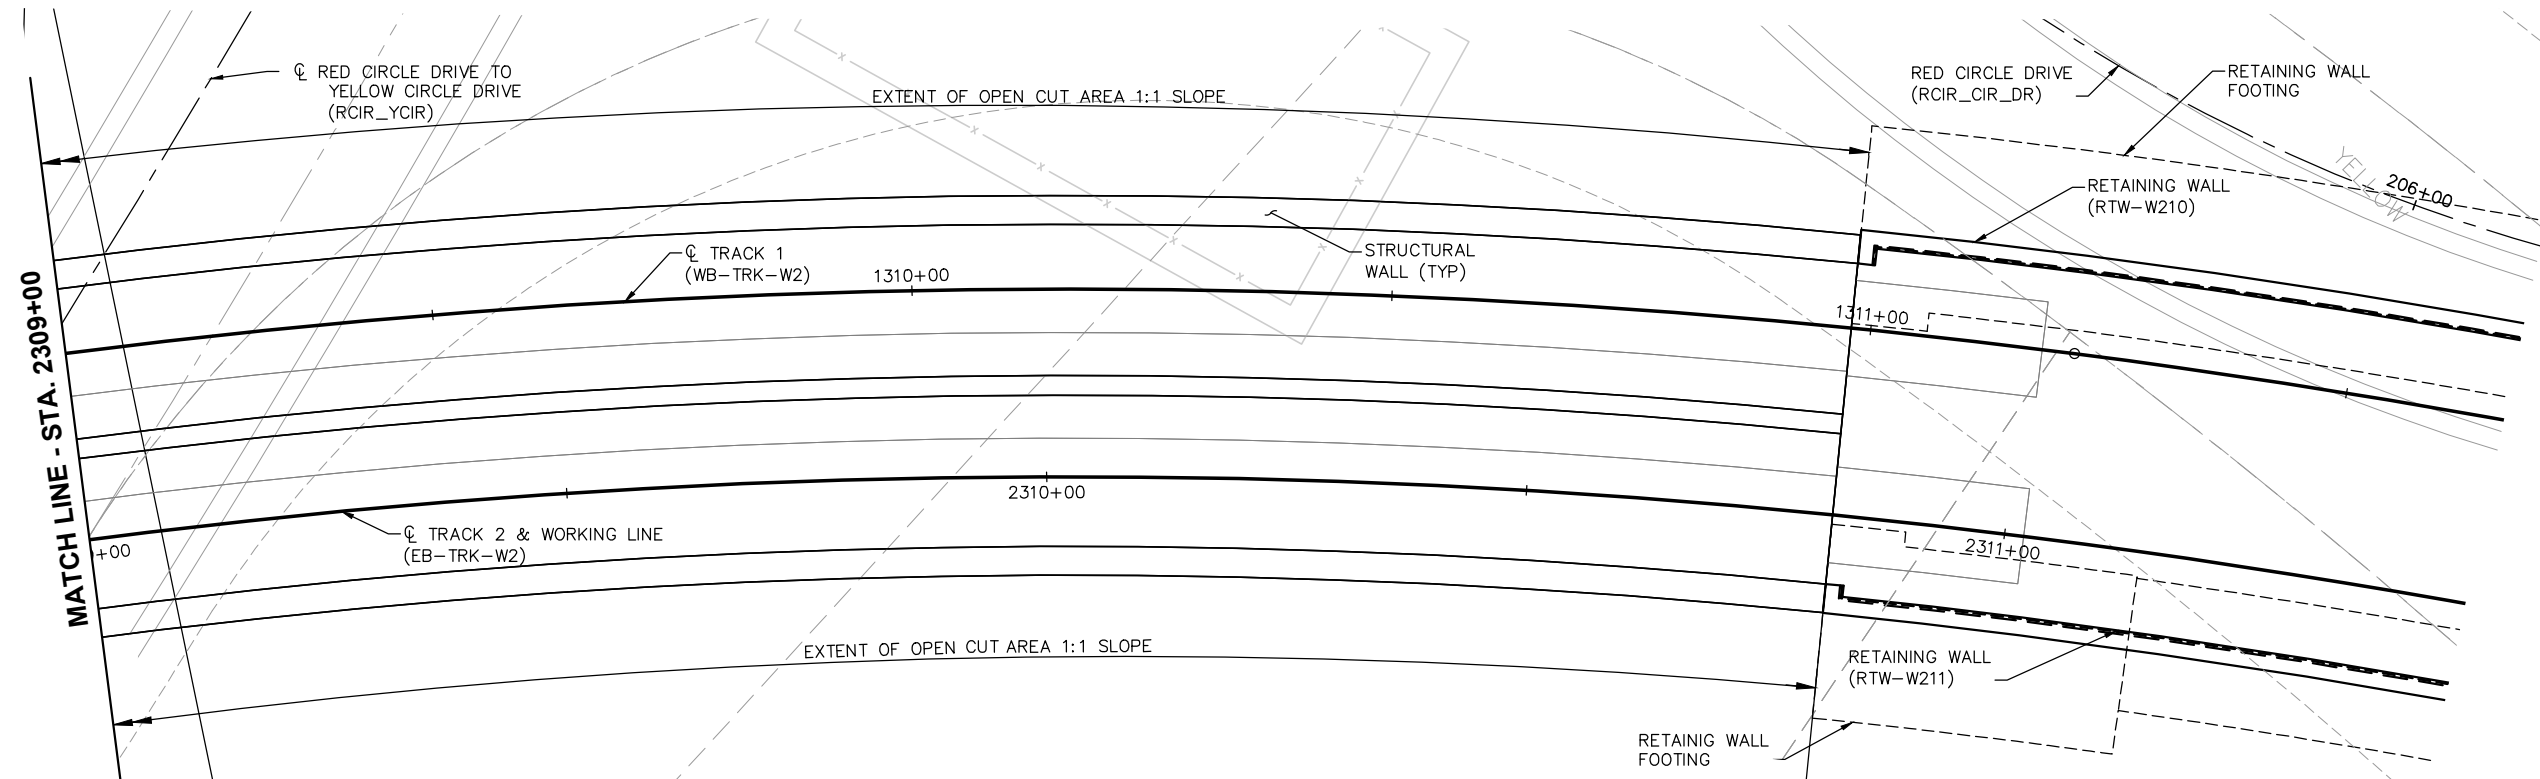 ℄ RED CIRCLE DRIVE TO
YELLOW CIRCLE DRIVE
(RCIR_YCIR)
EXTENT OF OPEN CUT AREA 1:1 SLOPE
RED CIRCLE DRIVE
(RCIR_CIR_DR)
RETAINING WALL
FOOTING
YELLOW
206+00
RETAINING WALL
(RTW-W210)
℄ TRACK 1
(WB-TRK-W2)
1310+00
STRUCTURAL
WALL (TYP)
1311+00
MATCH LINE - STA. 2309+00
2310+00
℄ TRACK 2 & WORKING LINE
(EB-TRK-W2)
+00
2311+00
EXTENT OF OPEN CUT AREA 1:1 SLOPE
RETAINING WALL
(RTW-W211)
RETAINIG WALL
FOOTING